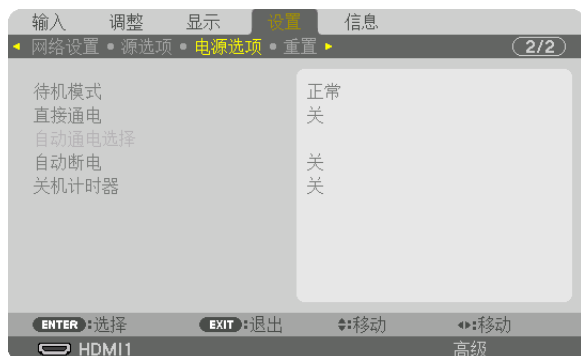 输入 调整 显示 设置 信息
网络设置 • 源选项 • 电源选项 • 重置 2/2
待机模式 正常
直接通电 关
自动通电选择
自动断电 关
关机计时器 关
ENTER:选择 EXIT:退出 :移动 :移动
HDMI1 高级